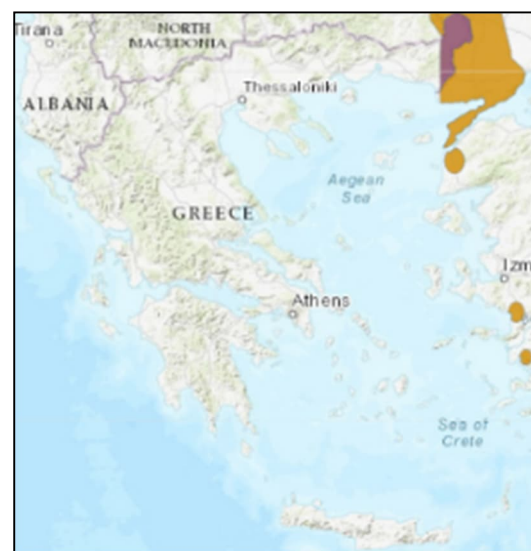 Tirana
NORTH
MACEDONIA
Thessaloniki
ALBANIA
Aegean
Sea
GREECE
Izm
Athens
Sea of
Crete